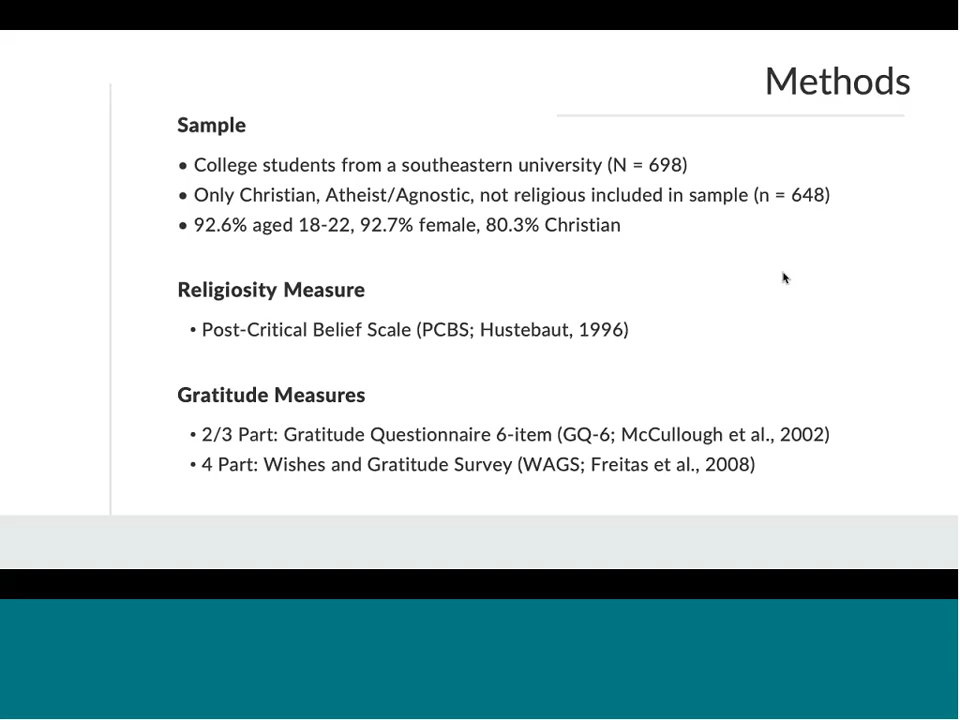 Methods
Sample
• College students from a southeastern university (N = 698)
• Only Christian, Atheist/Agnostic, not religious included in sample (n = 648)
• 92.6% aged 18-22, 92.7% female, 80.3% Christian
Religiosity Measure
• Post-Critical Belief Scale (PCBS; Hustebaut, 1996)
Gratitude Measures
• 2/3 Part: Gratitude Questionnaire 6-item (GQ-6; McCullough et al., 2002)
• 4 Part: Wishes and Gratitude Survey (WAGS; Freitas et al., 2008)